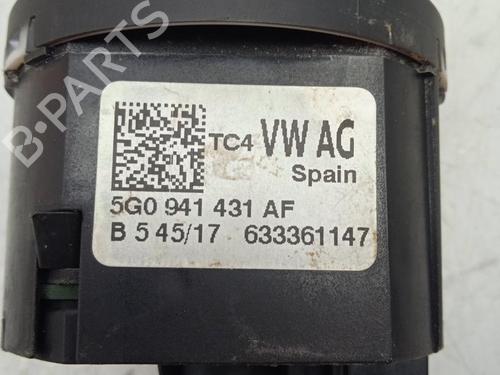 B-PARTS
TC4 VW AG
Spain
5G0 941 431 AF
B 5 45/17 633361147